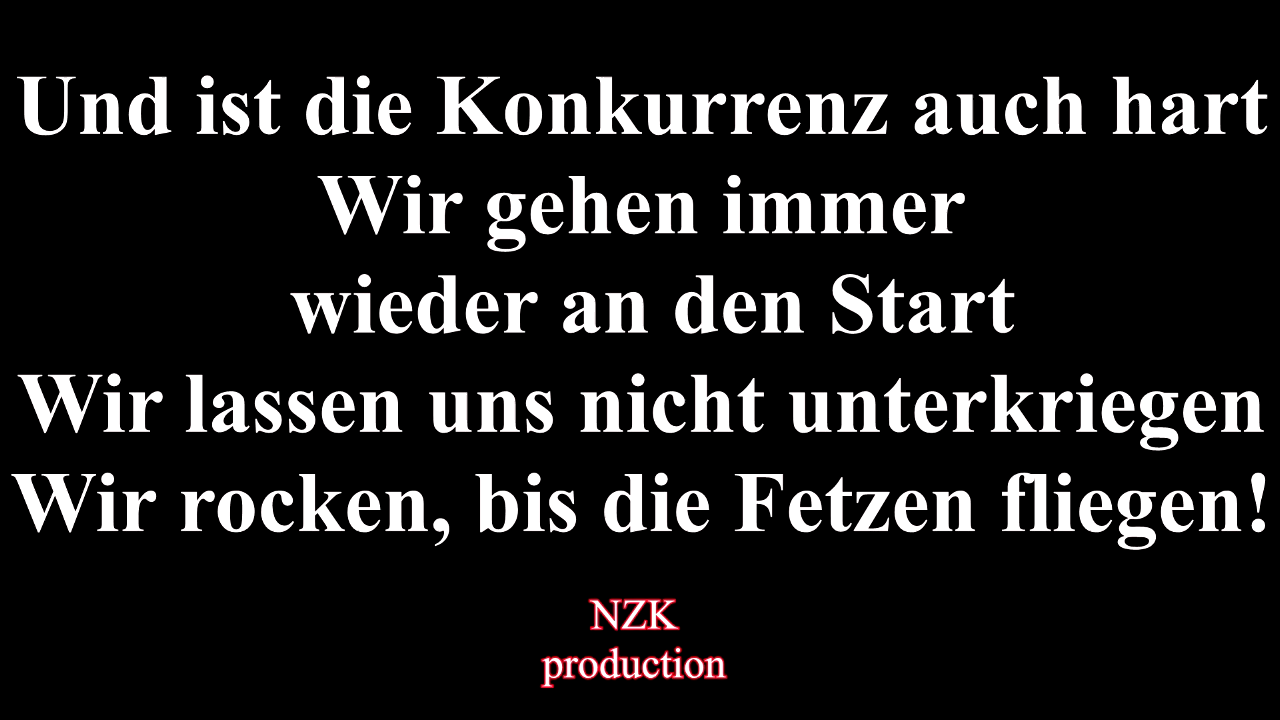 Und ist die Konkurrenz auch hart
Wir gehen immer
wieder an den Start
Wir lassen uns nicht unterkriegen
Wir rocken, bis die Fetzen fliegen!
NZK
production